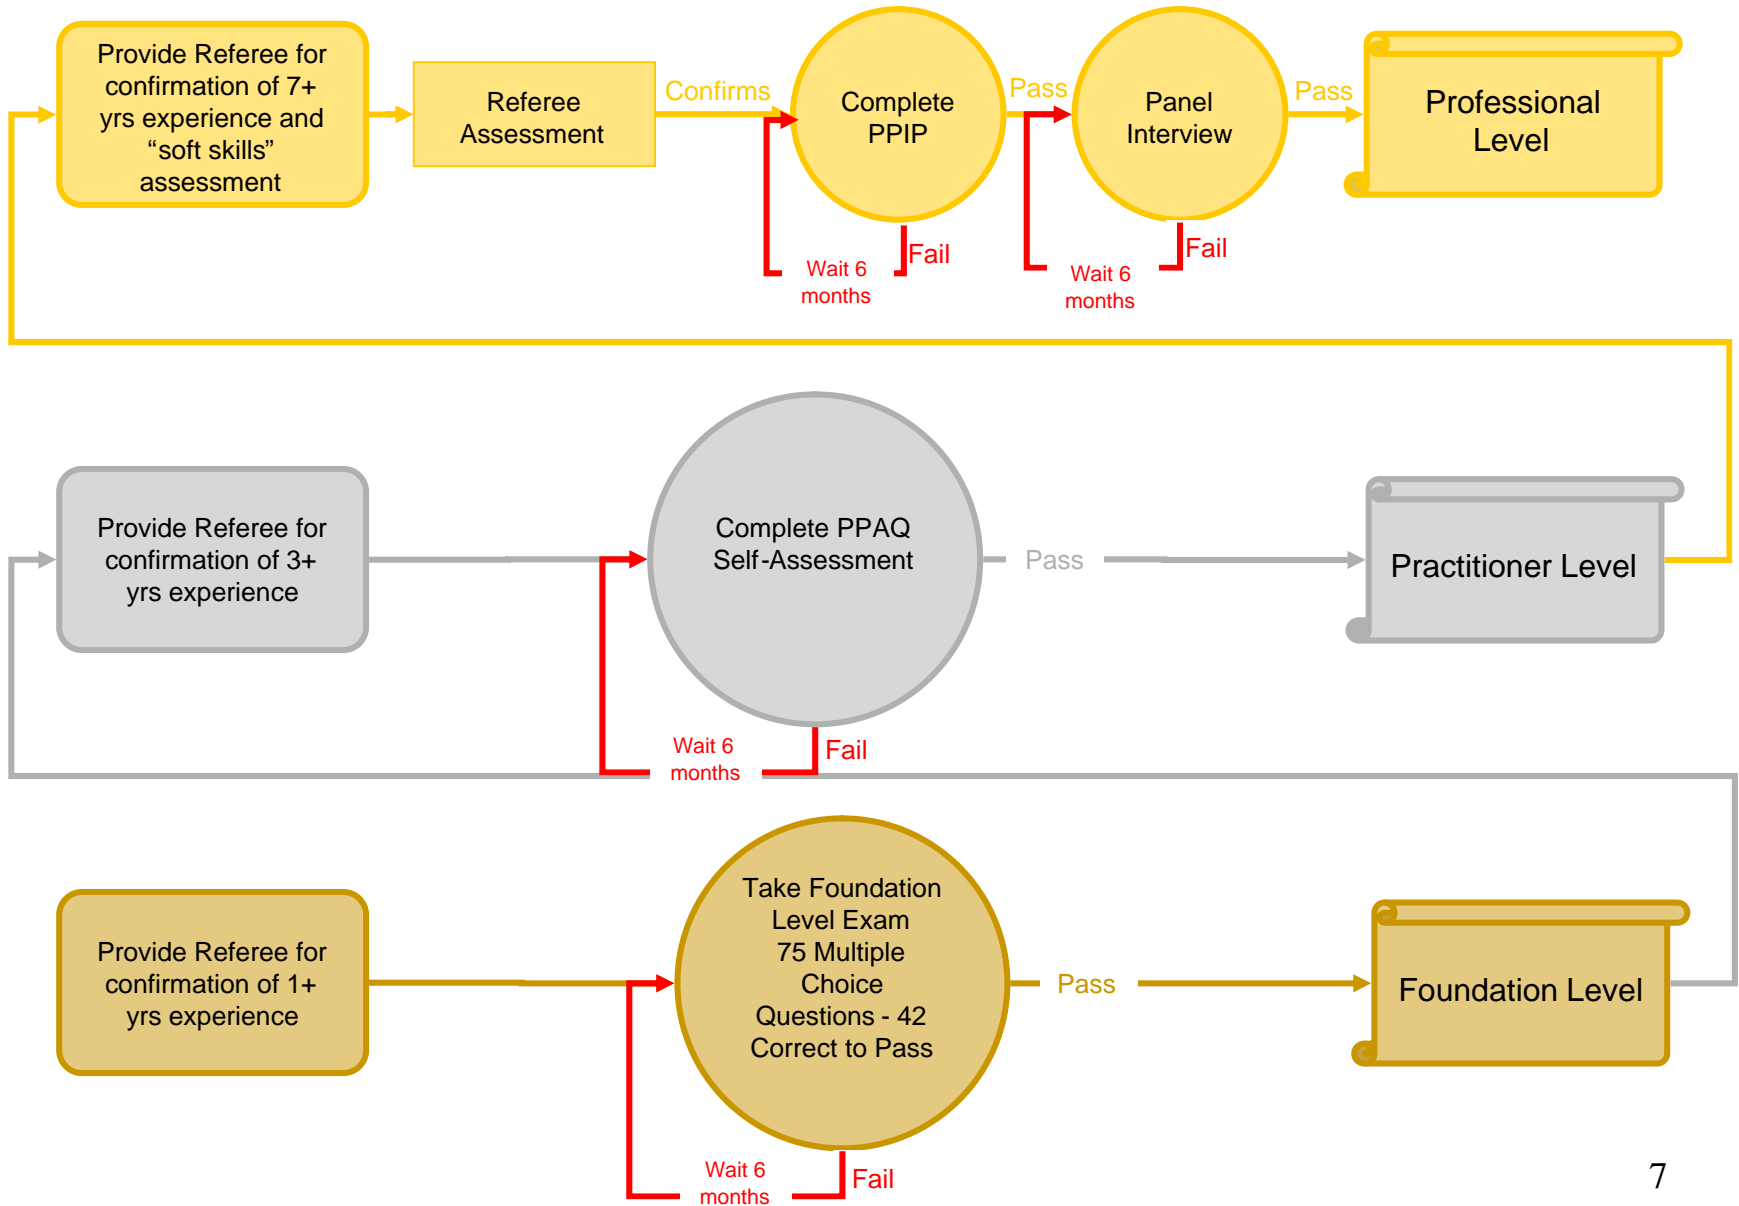 Provide Referee for
confirmation of 7+
yrs experience and
“soft skills”
assessment
Referee
Assessment
Confirms
Complete
PPIP
Pass
Panel
Interview
Pass
Professional
Level
Fail
Wait 6
months
Fail
Wait 6
months
Provide Referee for
confirmation of 3+
yrs experience
Complete PPAQ
Self-Assessment
Pass
Practitioner Level
Fail
Wait 6
months
Provide Referee for
confirmation of 1+
yrs experience
Take Foundation
Level Exam
75 Multiple
Choice
Questions - 42
Correct to Pass
Pass
Foundation Level
Fail
Wait 6
months
7